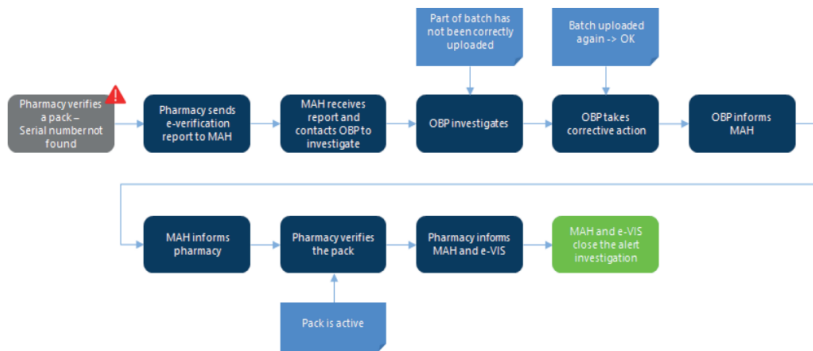 Part of batch has
not been correctly
uploaded
Batch uploaded
again -> OK
Pharmacy verifies
a pack –
Serial number not
found
Pharmacy sends
e-verification
report to MAH
MAH receives
report and
contacts OBP to
investigate
OBP investigates
OBP takes
corrective action
OBP informs
MAH
MAH informs
pharmacy
Pharmacy verifies
the pack
Pharmacy informs
MAH and e-VIS
MAH and e-VIS
close the alert
investigation
Pack is active